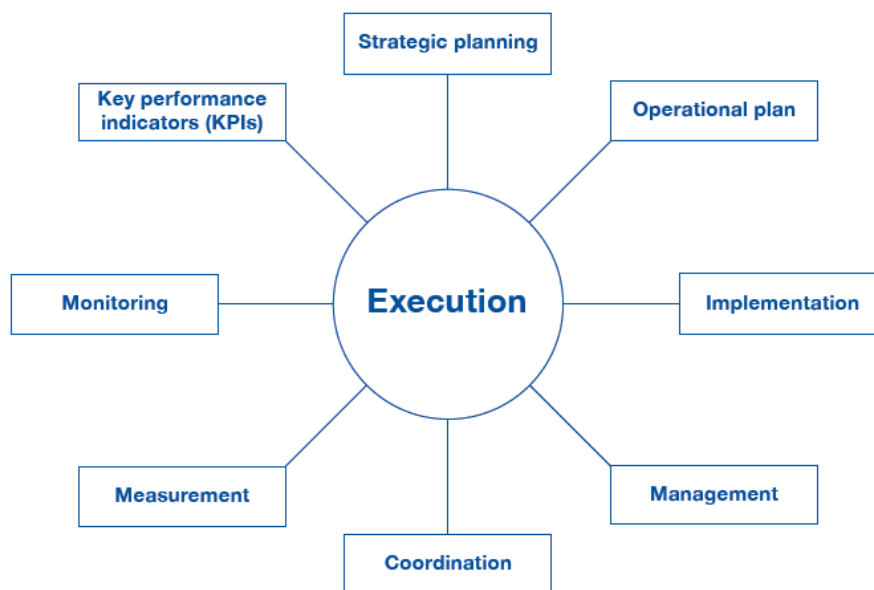 Strategic planning
Key performance
indicators (KPIs)
Operational plan
Monitoring
Execution
Implementation
Measurement
Management
Coordination